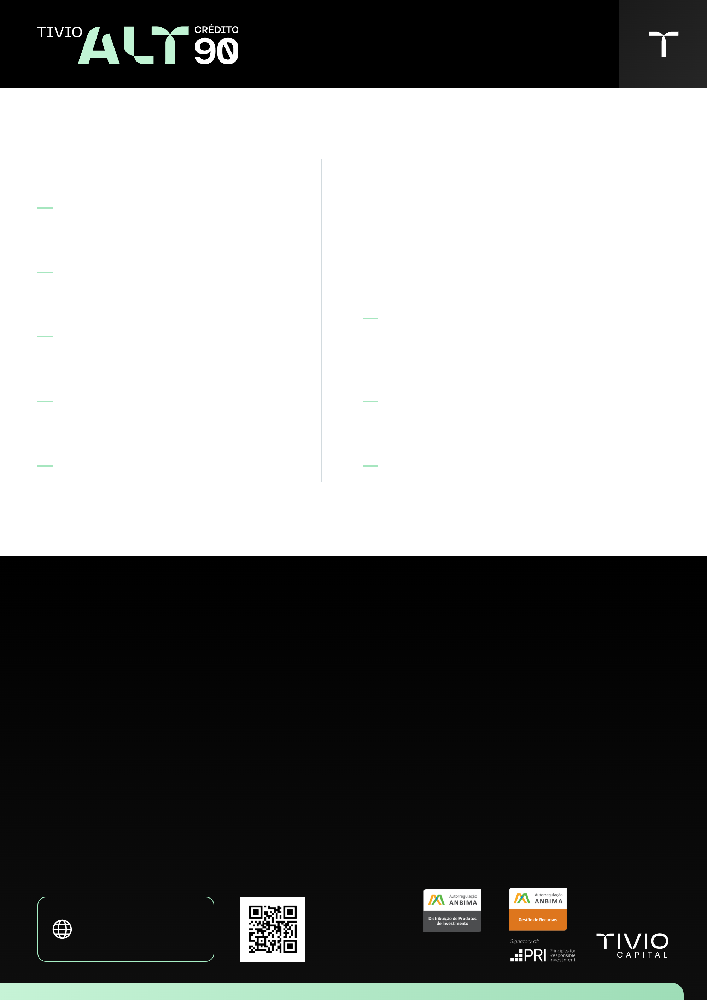 TIVIO ALT CRÉDITO
90
Autorregulação
ANBIMA
Distribuição de Produtos
de Investimento
Autorregulação
ANBIMA
Gestão de Recursos
Signatory of:
PRI Principles for
Responsible
Investment
TIVIO
CAPITAL